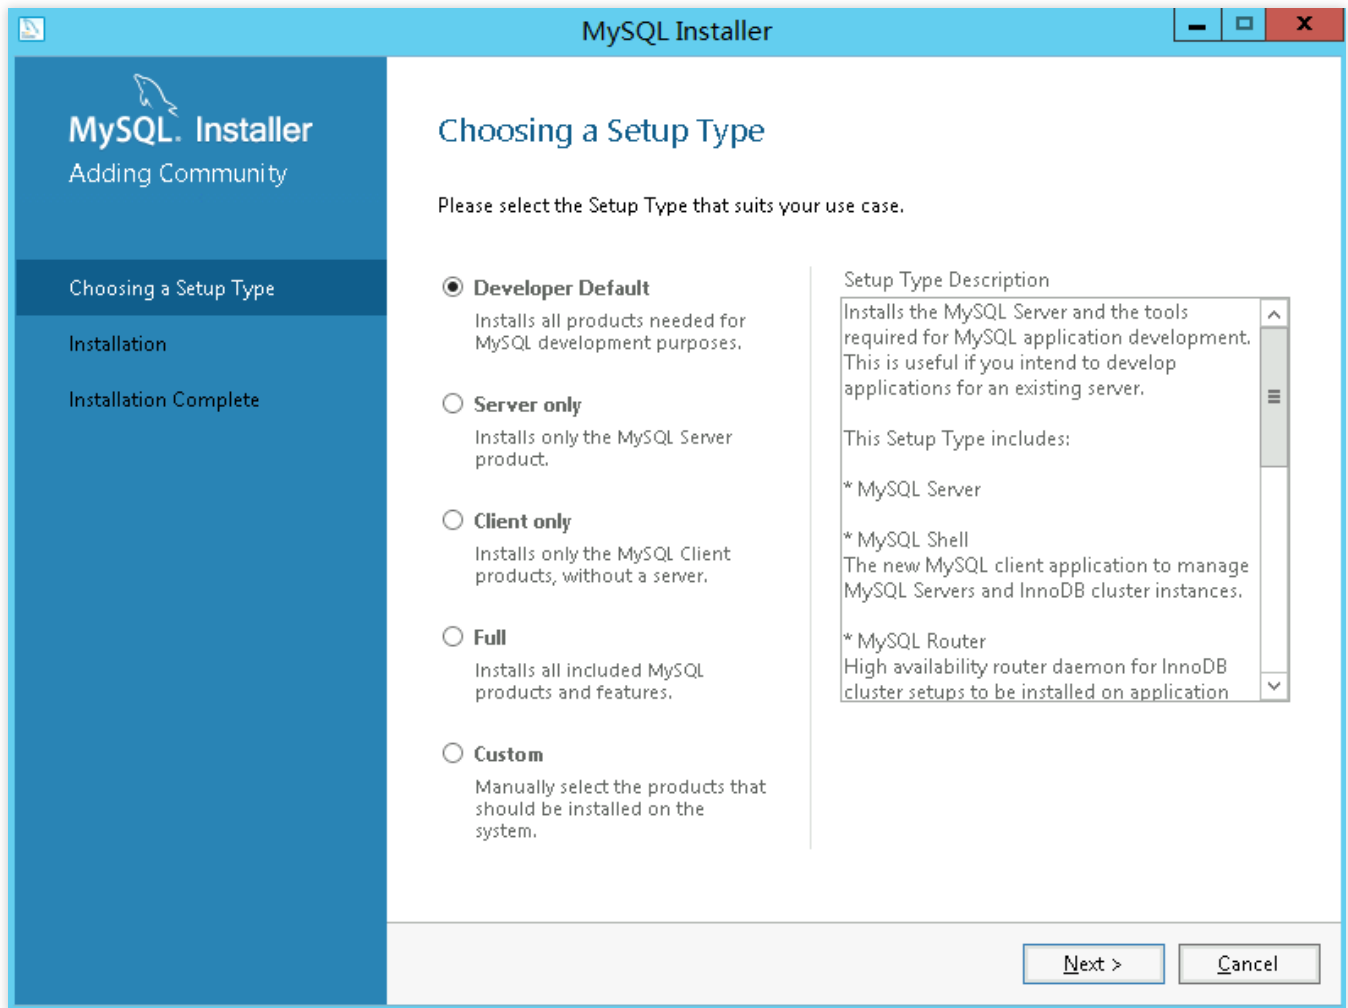 MySQL Installer
MySQL. Installer
Adding Community
Choosing a Setup Type
Installation
Installation Complete
Choosing a Setup Type
Please select the Setup Type that suits your use case.
Developer Default
Installs all products needed for
MySQL development purposes.
Server only
Installs only the MySQL Server
product.
Client only
Installs only the MySQL Client
products, without a server.
Full
Installs all included MySQL
products and features.
Custom
Manually select the products that
should be installed on the
system.
Setup Type Description
Installs the MySQL Server and the tools
required for MySQL application development.
This is useful if you intend to develop
applications for an existing server.
This Setup Type includes:
* MySQL Server
* MySQL Shell
The new MySQL client application to manage
MySQL Servers and InnoDB cluster instances.
* MySQL Router
High availability router daemon for InnoDB
cluster setups to be installed on application
Next >
Cancel